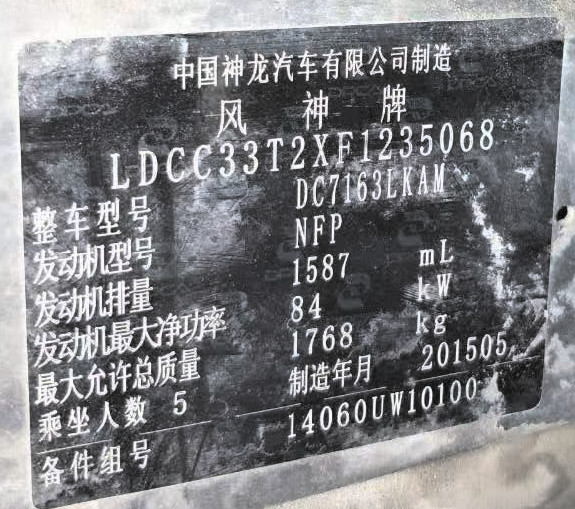 中国神龙汽车有限公司制造
风 神 牌
LDCC33T2XF1235068
整车型号 DC7163LKAM
发动机型号 NFP
发动机排量 1587 mL
发动机最大净功率 84 kW
最大允许总质量 1768 kg
乘坐人数 5 制造年月 201505
备件组号 14060UW10100